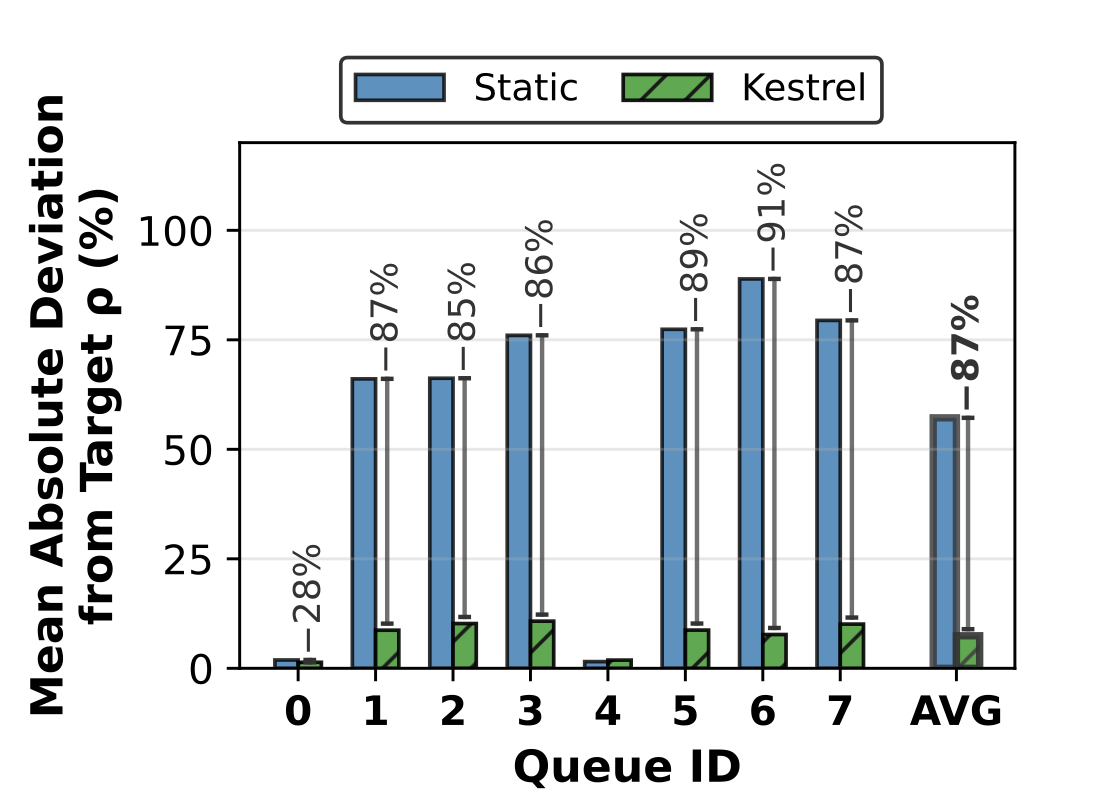 Static Kestrel
Mean Absolute Deviation
from Target ρ (%)
100
75
50
25
0
−28%
−87%
−85%
−86%
−89%
−91%
−87%
−87%
0 1 2 3 4 5 6 7 AVG
Queue ID